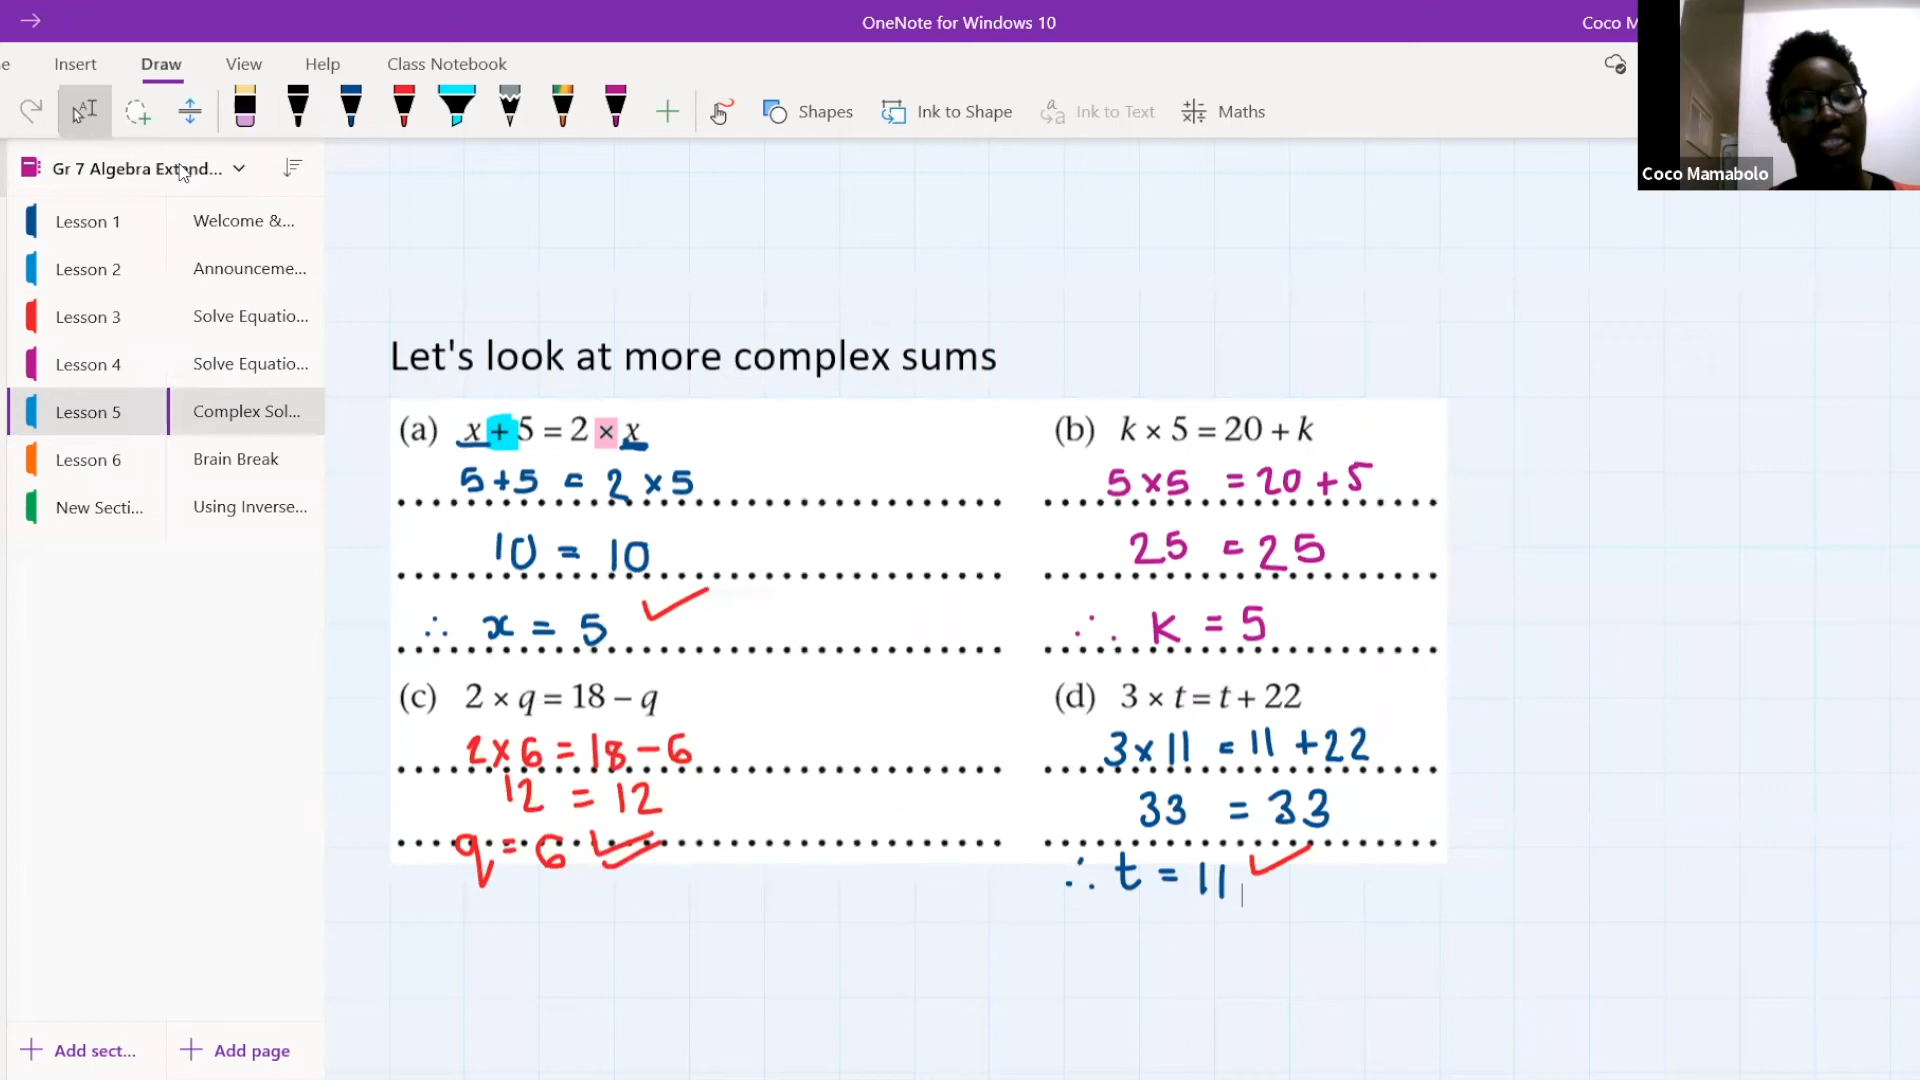 OneNote for Windows 10
Coco M
e
Insert
Draw
View
Help
Class Notebook
Shapes
Ink to Shape
Ink to Text
Maths
Coco Mamabolo
Gr 7 Algebra Extend...
Lesson 1
Welcome &...
Lesson 2
Announceme...
Lesson 3
Solve Equatio...
Lesson 4
Solve Equatio...
Lesson 5
Complex Sol...
Lesson 6
Brain Break
New Secti...
Using Inverse...
Let's look at more complex sums
(a) x + 5 = 2 × x
5 + 5 = 2 × 5
10 = 10
∴ x = 5
(b) k × 5 = 20 + k
5 × 5 = 20 + 5
25 = 25
∴ k = 5
(c) 2 × q = 18 – q
2 × 6 = 18 – 6
12 = 12
q = 6
(d) 3 × t = t + 22
3 × 11 = 11 + 22
33 = 33
∴ t = 11
Add sect...
Add page